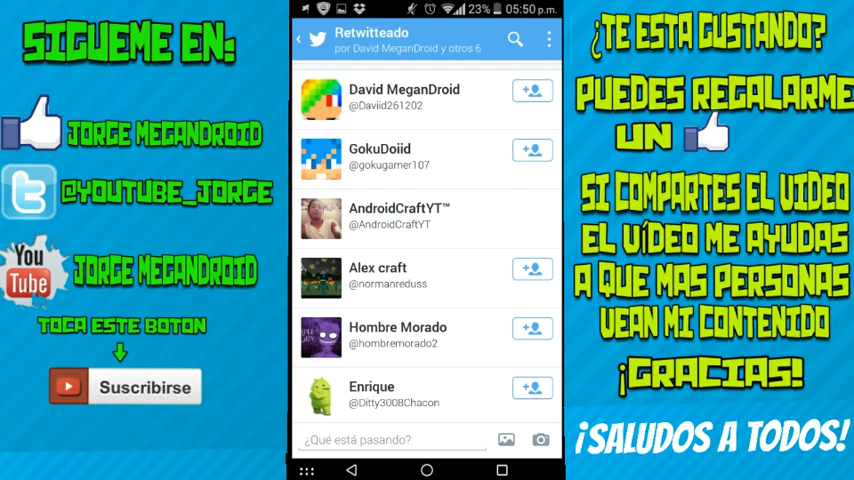 SIGUEME EN:
JORGE MEGANDROID
@YOUTUBE_JORGE
You
Tube
JORGE MEGANDROID
TOCA ESTE BOTON
Suscribirse
23% 05:50 p.m.
Retwitteado
por David MeganDroid y otros 6
David MeganDroid
@Daviid261202
GokuDoiid
@gokugamer107
AndroidCraftYT™
@AndroidCraftYT
Alex craft
@normanreduss
Hombre Morado
@hombremorado2
Enrique
@Ditty3008Chacon
¿Qué está pasando?
¿TE ESTA GUSTANDO?
PUEDES REGALARME
UN
SI COMPARTES EL VIDEO
EL VÍDEO ME AYUDAS
A QUE MAS PERSONAS
VEAN MI CONTENIDO
¡GRACIAS!
¡SALUDOS A TODOS!